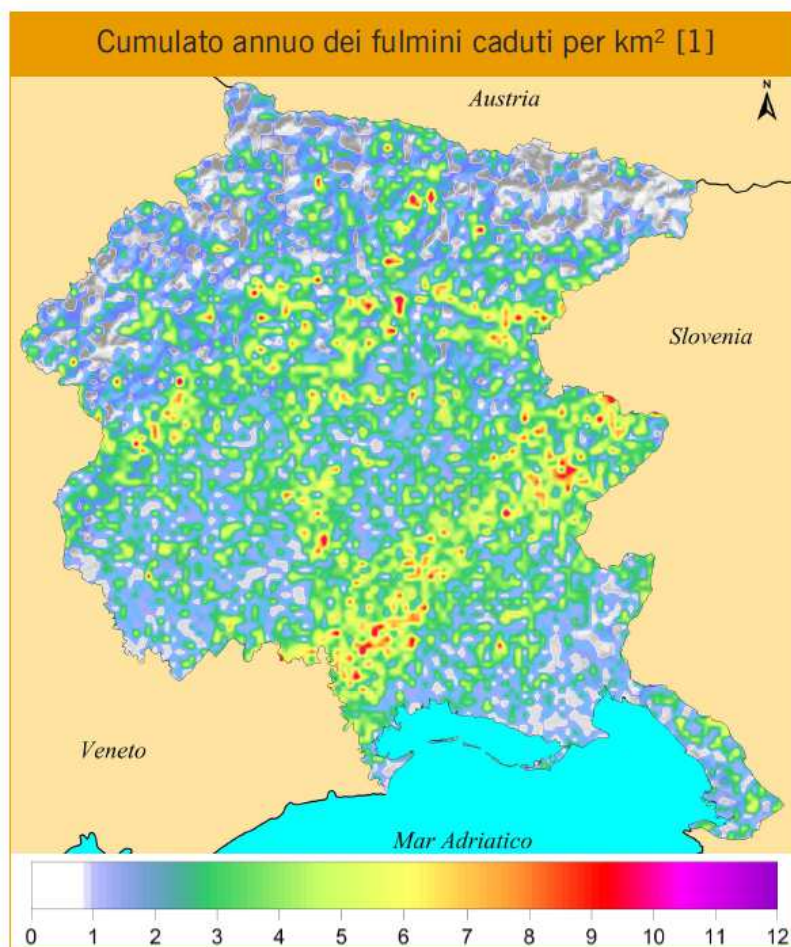 Cumulato annuo dei fulmini caduti per km² [1]
Austria
N
Slovenia
Veneto
Mar Adriatico
0 1 2 3 4 5 6 7 8 9 10 11 12